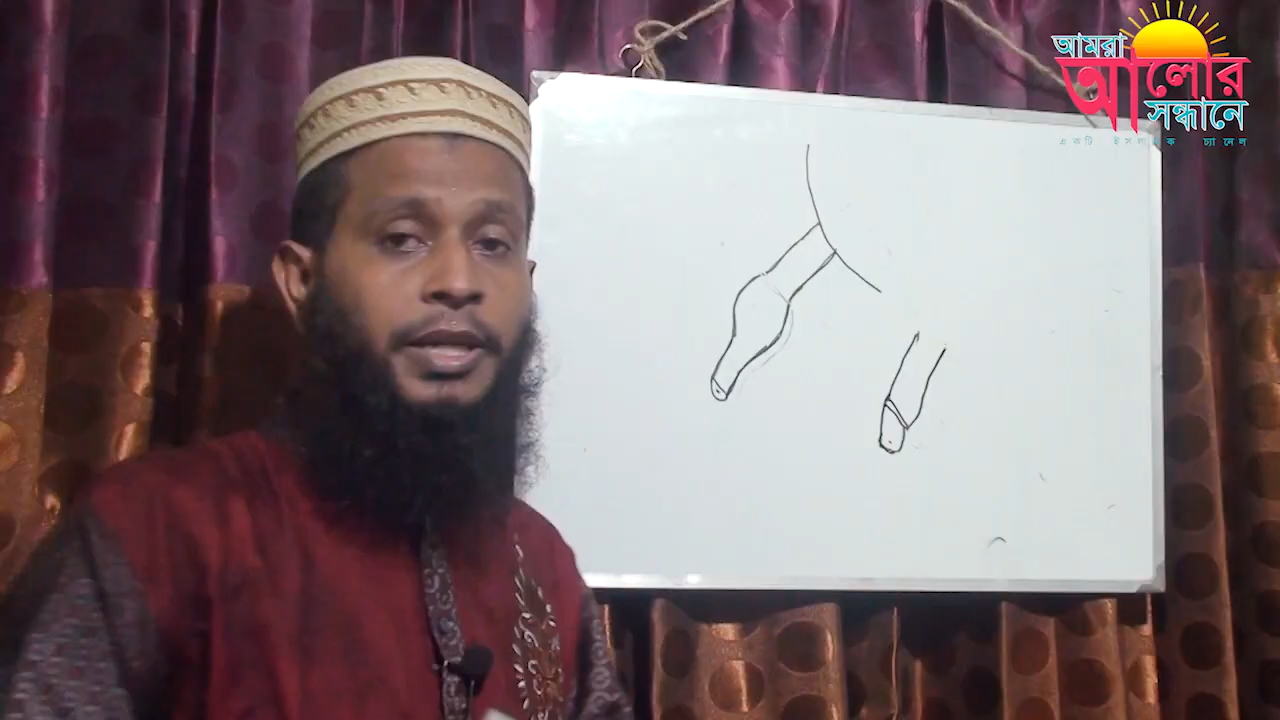 আমরা
আলোর
সন্ধানে
একটি ইসলামিক চ্যানেল